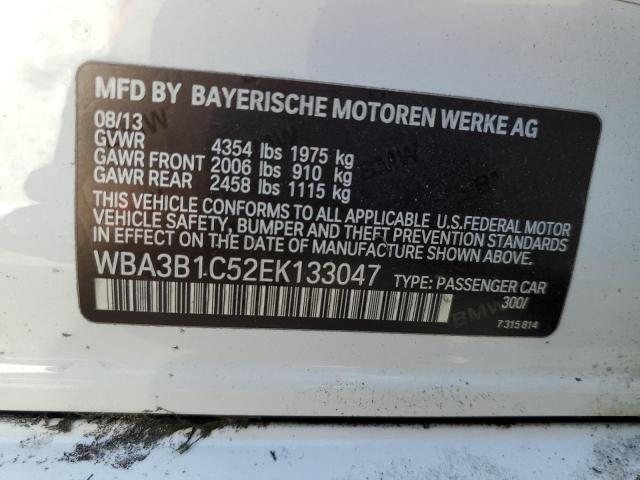 MFD BY BAYERISCHE MOTOREN WERKE AG
08/13
GVWR 4354 lbs 1975 kg
GAWR FRONT 2006 lbs 910 kg
GAWR REAR 2458 lbs 1115 kg
THIS VEHICLE CONFORMS TO ALL APPLICABLE U.S.FEDERAL MOTOR
VEHICLE SAFETY, BUMPER AND THEFT PREVENTION STANDARDS
IN EFFECT ON THE DATE OF MANUFACTURE SHOWN ABOVE.
WBA3B1C52EK133047 TYPE: PASSENGER CAR
300/
BMW
7315814